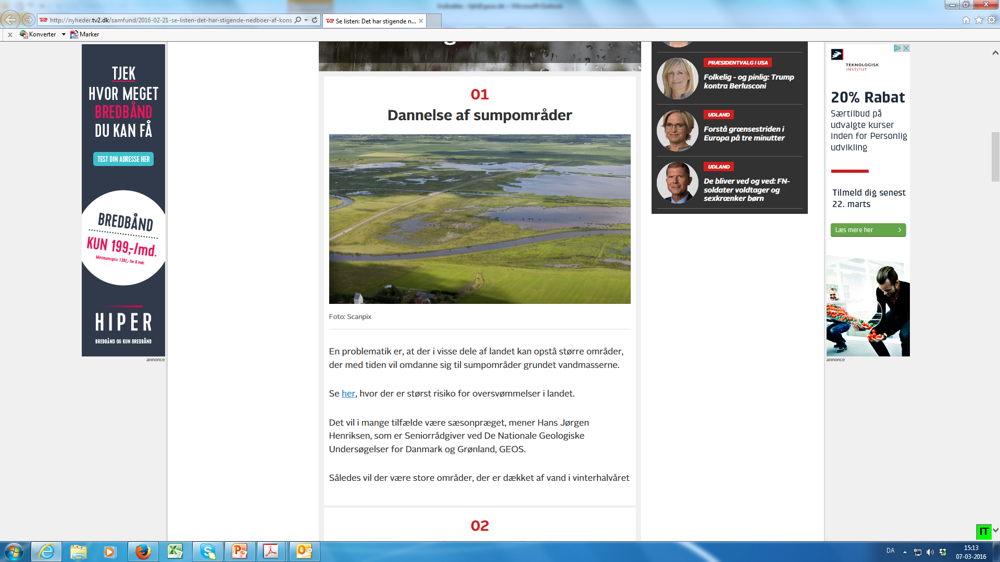 http://nyheder.tv2.dk/samfund/2016-02-21-se-listen-det-har-stigende-nedboer-af-kons
Se listen: Det har stigende n...
Konverter
Marker
TJEK
HVOR MEGET
BREDBÅND
DU KAN FÅ
TEST DIN ADRESSE HER
BREDBÅND
KUN 199,-/md.
Minimumspris: 1.392,- for 6 mdr.
HIPER
BREDBÅND OG KUN BREDBÅND
annonce
01
Dannelse af sumpområder
Foto: Scanpix
En problematik er, at der i visse dele af landet kan opstå større områder,
der med tiden vil omdanne sig til sumpområder grundet vandmasserne.
Se her, hvor der er størst risiko for oversvømmelser i landet.
Det vil i mange tilfælde være sæsonpræget, mener Hans Jørgen
Henriksen, som er Seniorrådgiver ved De Nationale Geologiske
Undersøgelser for Danmark og Grønland, GEOS.
Således vil der være store områder, der er dækket af vand i vinterhalvåret
02
PRÆSIDENTVALG I USA
Folkelig - og pinlig: Trump
kontra Berlusconi
UDLAND
Forstå grænsestriden i
Europa på tre minutter
UDLAND
De bliver ved og ved: FN-
soldater voldtager og
sexkrænker børn
TEKNOLOGISK
INSTITUT
20% Rabat
Særtilbud på
udvalgte kurser
inden for Personlig
udvikling
Tilmeld dig senest
22. marts
Læs mere her
annonce
IT
DA
15:13
07-03-2016